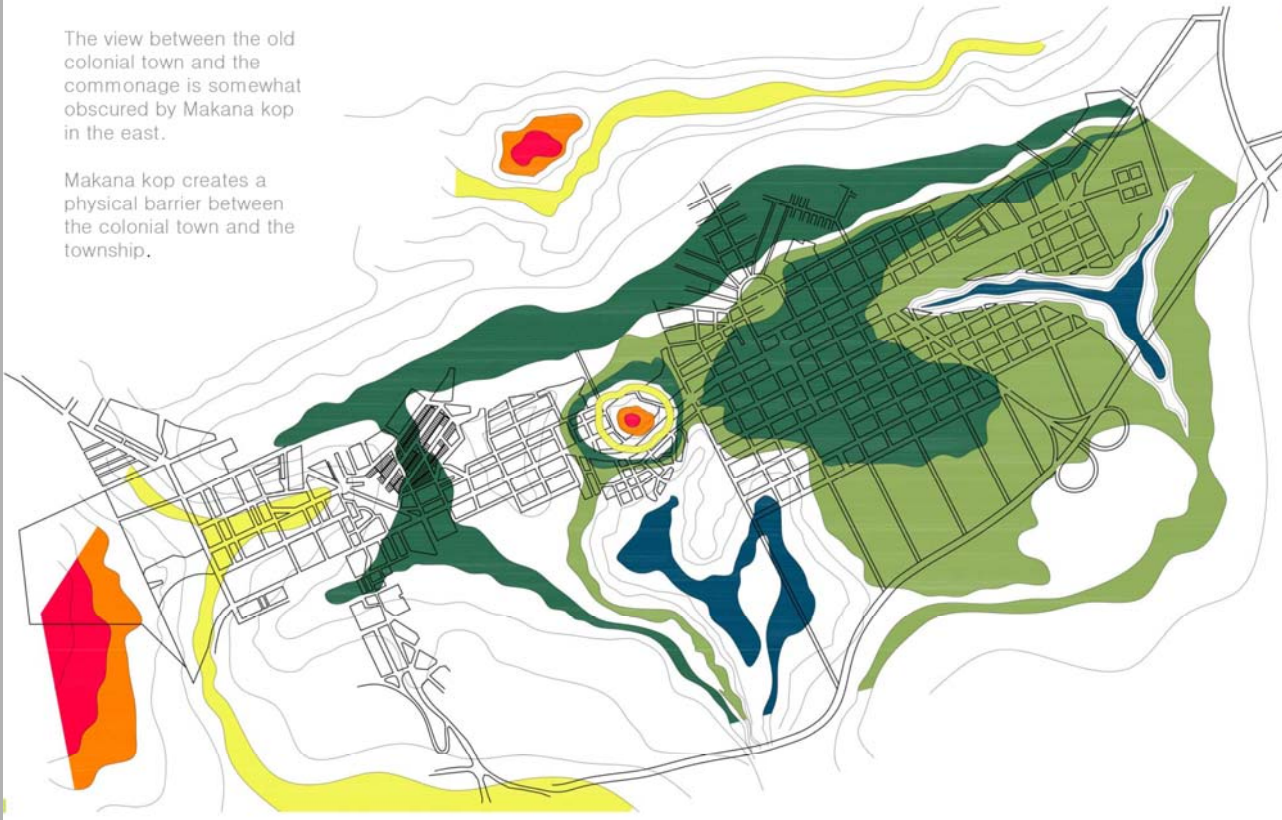 The view between the old
colonial town and the
commonage is somewhat
obscured by Makana kop
in the east.
Makana kop creates a
physical barrier between
the colonial town and the
township.